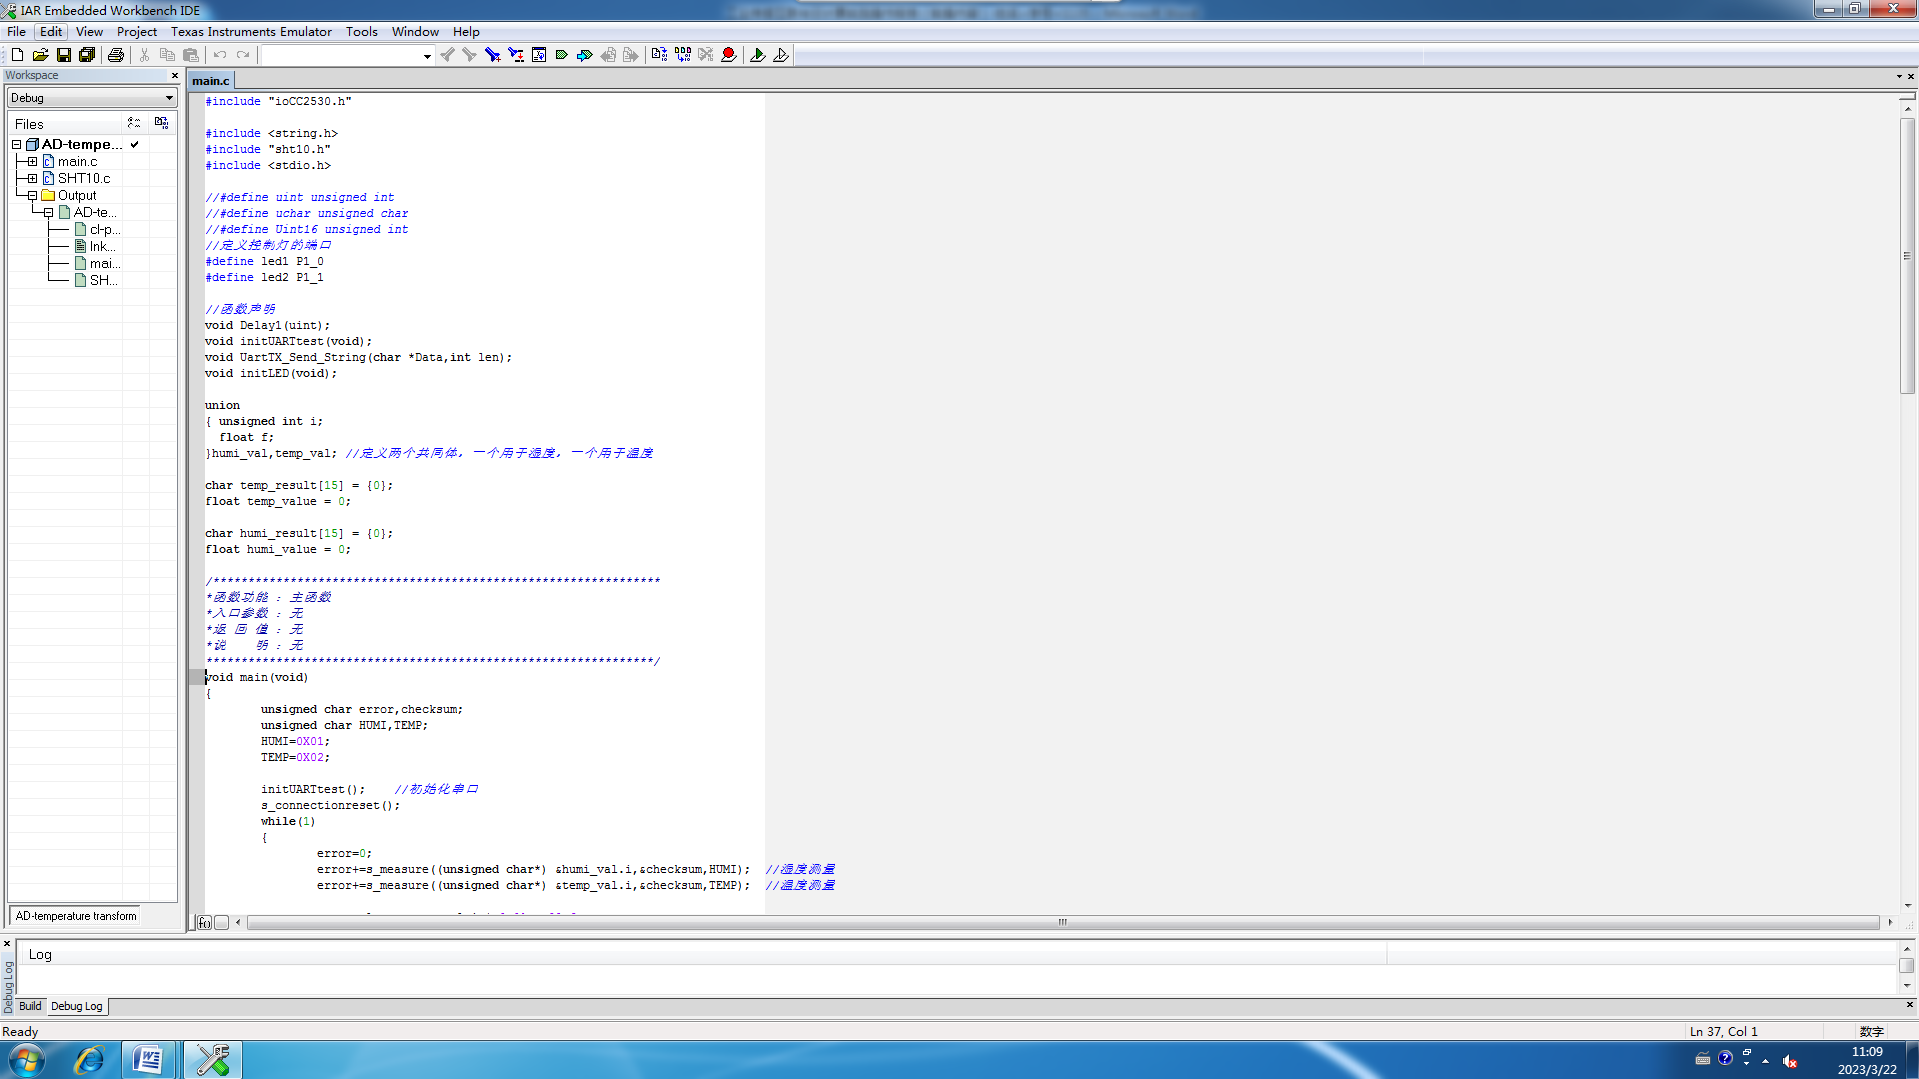 IAR Embedded Workbench IDE
File Edit View Project Texas Instruments Emulator Tools Window Help
Workspace
main.c
Debug
Files
AD-tempe...
main.c
SHT10.c
Output
AD-te...
cl-p...
lnk...
mai...
SH...
AD-temperature transform
#include "ioCC2530.h"
#include <string.h>
#include "sht10.h"
#include <stdio.h>
//#define uint unsigned int
//#define uchar unsigned char
//#define Uint16 unsigned int
//定义控制灯的端口
#define led1 P1_0
#define led2 P1_1
//函数声明
void Delay1(uint);
void initUARTtest(void);
void UartTX_Send_String(char *Data,int len);
void initLED(void);
union
{ unsigned int i;
float f;
}humi_val,temp_val; //定义两个共同体，一个用于湿度，一个用于温度
char temp_result[15] = {0};
float temp_value = 0;
char humi_result[15] = {0};
float humi_value = 0;
/****************************************************************
*函数功能 : 主函数
*入口参数 : 无
*返 回 值 : 无
*说    明 : 无
****************************************************************/
void main(void)
{
unsigned char error,checksum;
unsigned char HUMI,TEMP;
HUMI=0X01;
TEMP=0X02;
initUARTtest();    //初始化串口
s_connectionreset();
while(1)
{
error=0;
error+=s_measure((unsigned char*) &humi_val.i,&checksum,HUMI);  //湿度测量
error+=s_measure((unsigned char*) &temp_val.i,&checksum,TEMP);  //温度测量
f()
Log
Debug Log
Build
Debug Log
Ready
Ln 37, Col 1
数字
11:09
2023/3/22